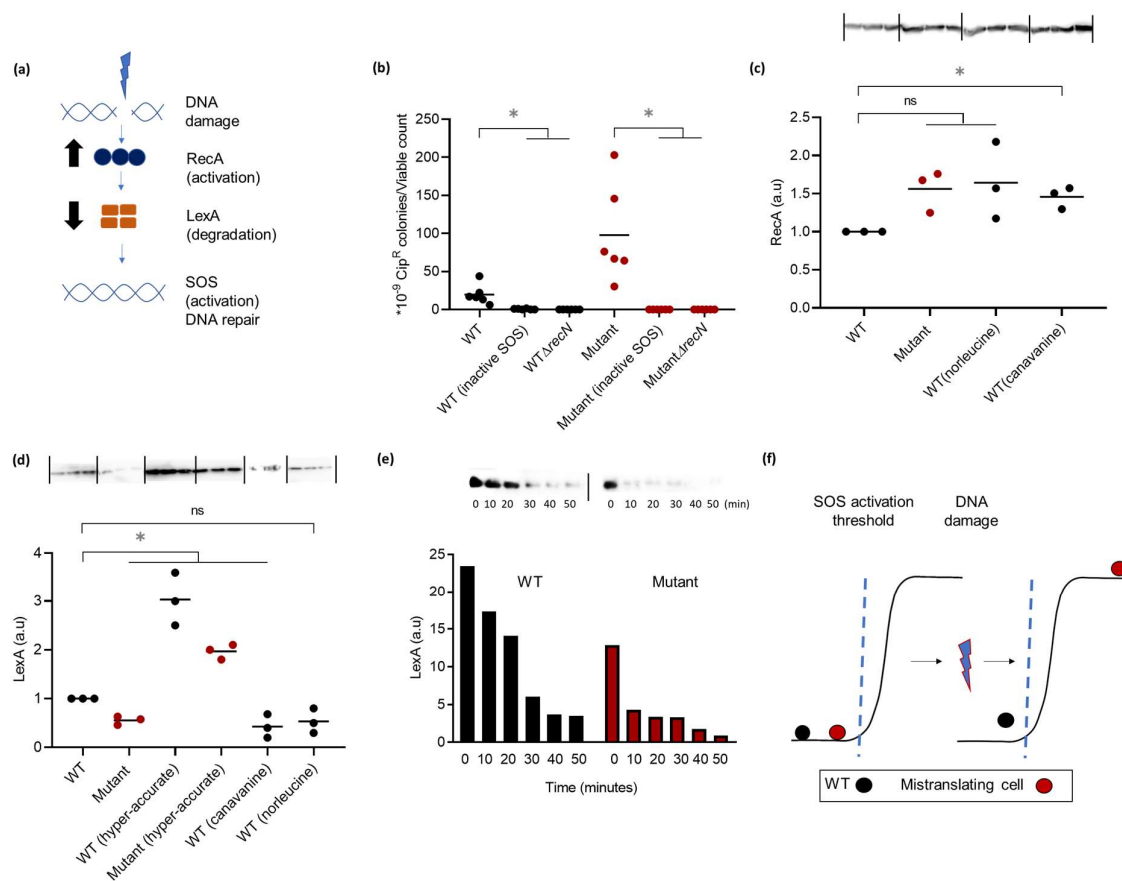 (a)
DNA
damage
RecA
(activation)
LexA
(degradation)
SOS
(activation)
DNA repair
(b)
*10⁻⁹ Cipᴿ colonies/Viable count
250
200
150
100
50
0
*
*
WT
WT (inactive SOS)
WTΔrecN
Mutant
Mutant (inactive SOS)
MutantΔrecN
(c)
*
ns
RecA (a.u)
2.5
2.0
1.5
1.0
0.5
0.0
WT
Mutant
WT(norleucine)
WT(canavanine)
(d)
ns
*
LexA (a.u)
4
3
2
1
0
WT
Mutant
WT (hyper-accurate)
Mutant (hyper-accurate)
WT (canavanine)
WT (norleucine)
(e)
0 10 20 30 40 50 0 10 20 30 40 50 (min)
LexA (a.u)
25
20
15
10
5
0
WT Mutant
0 10 20 30 40 50 0 10 20 30 40 50
Time (minutes)
(f)
SOS activation
threshold
DNA
damage
WT Mistranslating cell